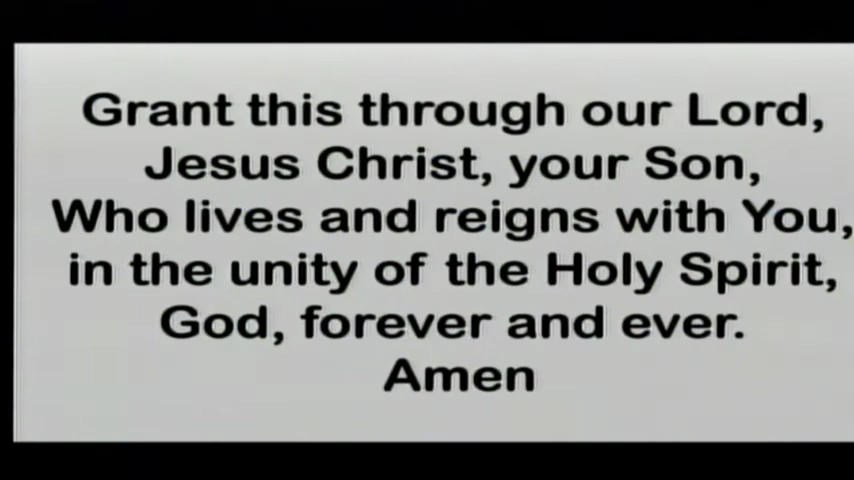 Grant this through our Lord,
Jesus Christ, your Son,
Who lives and reigns with You,
in the unity of the Holy Spirit,
God, forever and ever.
Amen